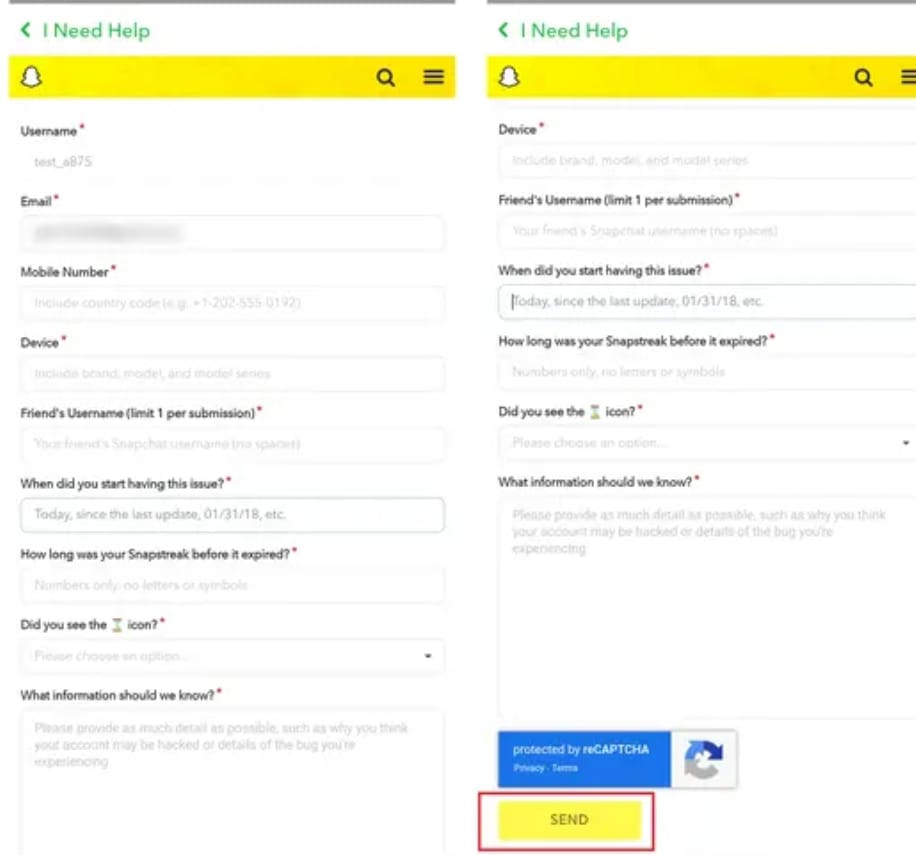 I Need Help
Username *
test_a875
Email *
Mobile Number *
Include country code (e.g. +1-202-555-0192)
Device *
Include brand, model, and model series
Friend's Username (limit 1 per submission) *
Your friend's Snapchat username (no spaces)
When did you start having this issue? *
Today, since the last update, 01/31/18, etc.
How long was your Snapstreak before it expired? *
Numbers only, no letters or symbols
Did you see the ⌛ icon? *
Please choose an option...
What information should we know? *
Please provide as much detail as possible, such as why you think
your account may be hacked or details of the bug you're
experiencing
I Need Help
Device *
Include brand, model, and model series
Friend's Username (limit 1 per submission) *
Your friend's Snapchat username (no spaces)
When did you start having this issue? *
Today, since the last update, 01/31/18, etc.
How long was your Snapstreak before it expired? *
Numbers only, no letters or symbols
Did you see the ⌛ icon? *
Please choose an option...
What information should we know? *
Please provide as much detail as possible, such as why you think
your account may be hacked or details of the bug you're
experiencing
protected by reCAPTCHA
Privacy - Terms
SEND